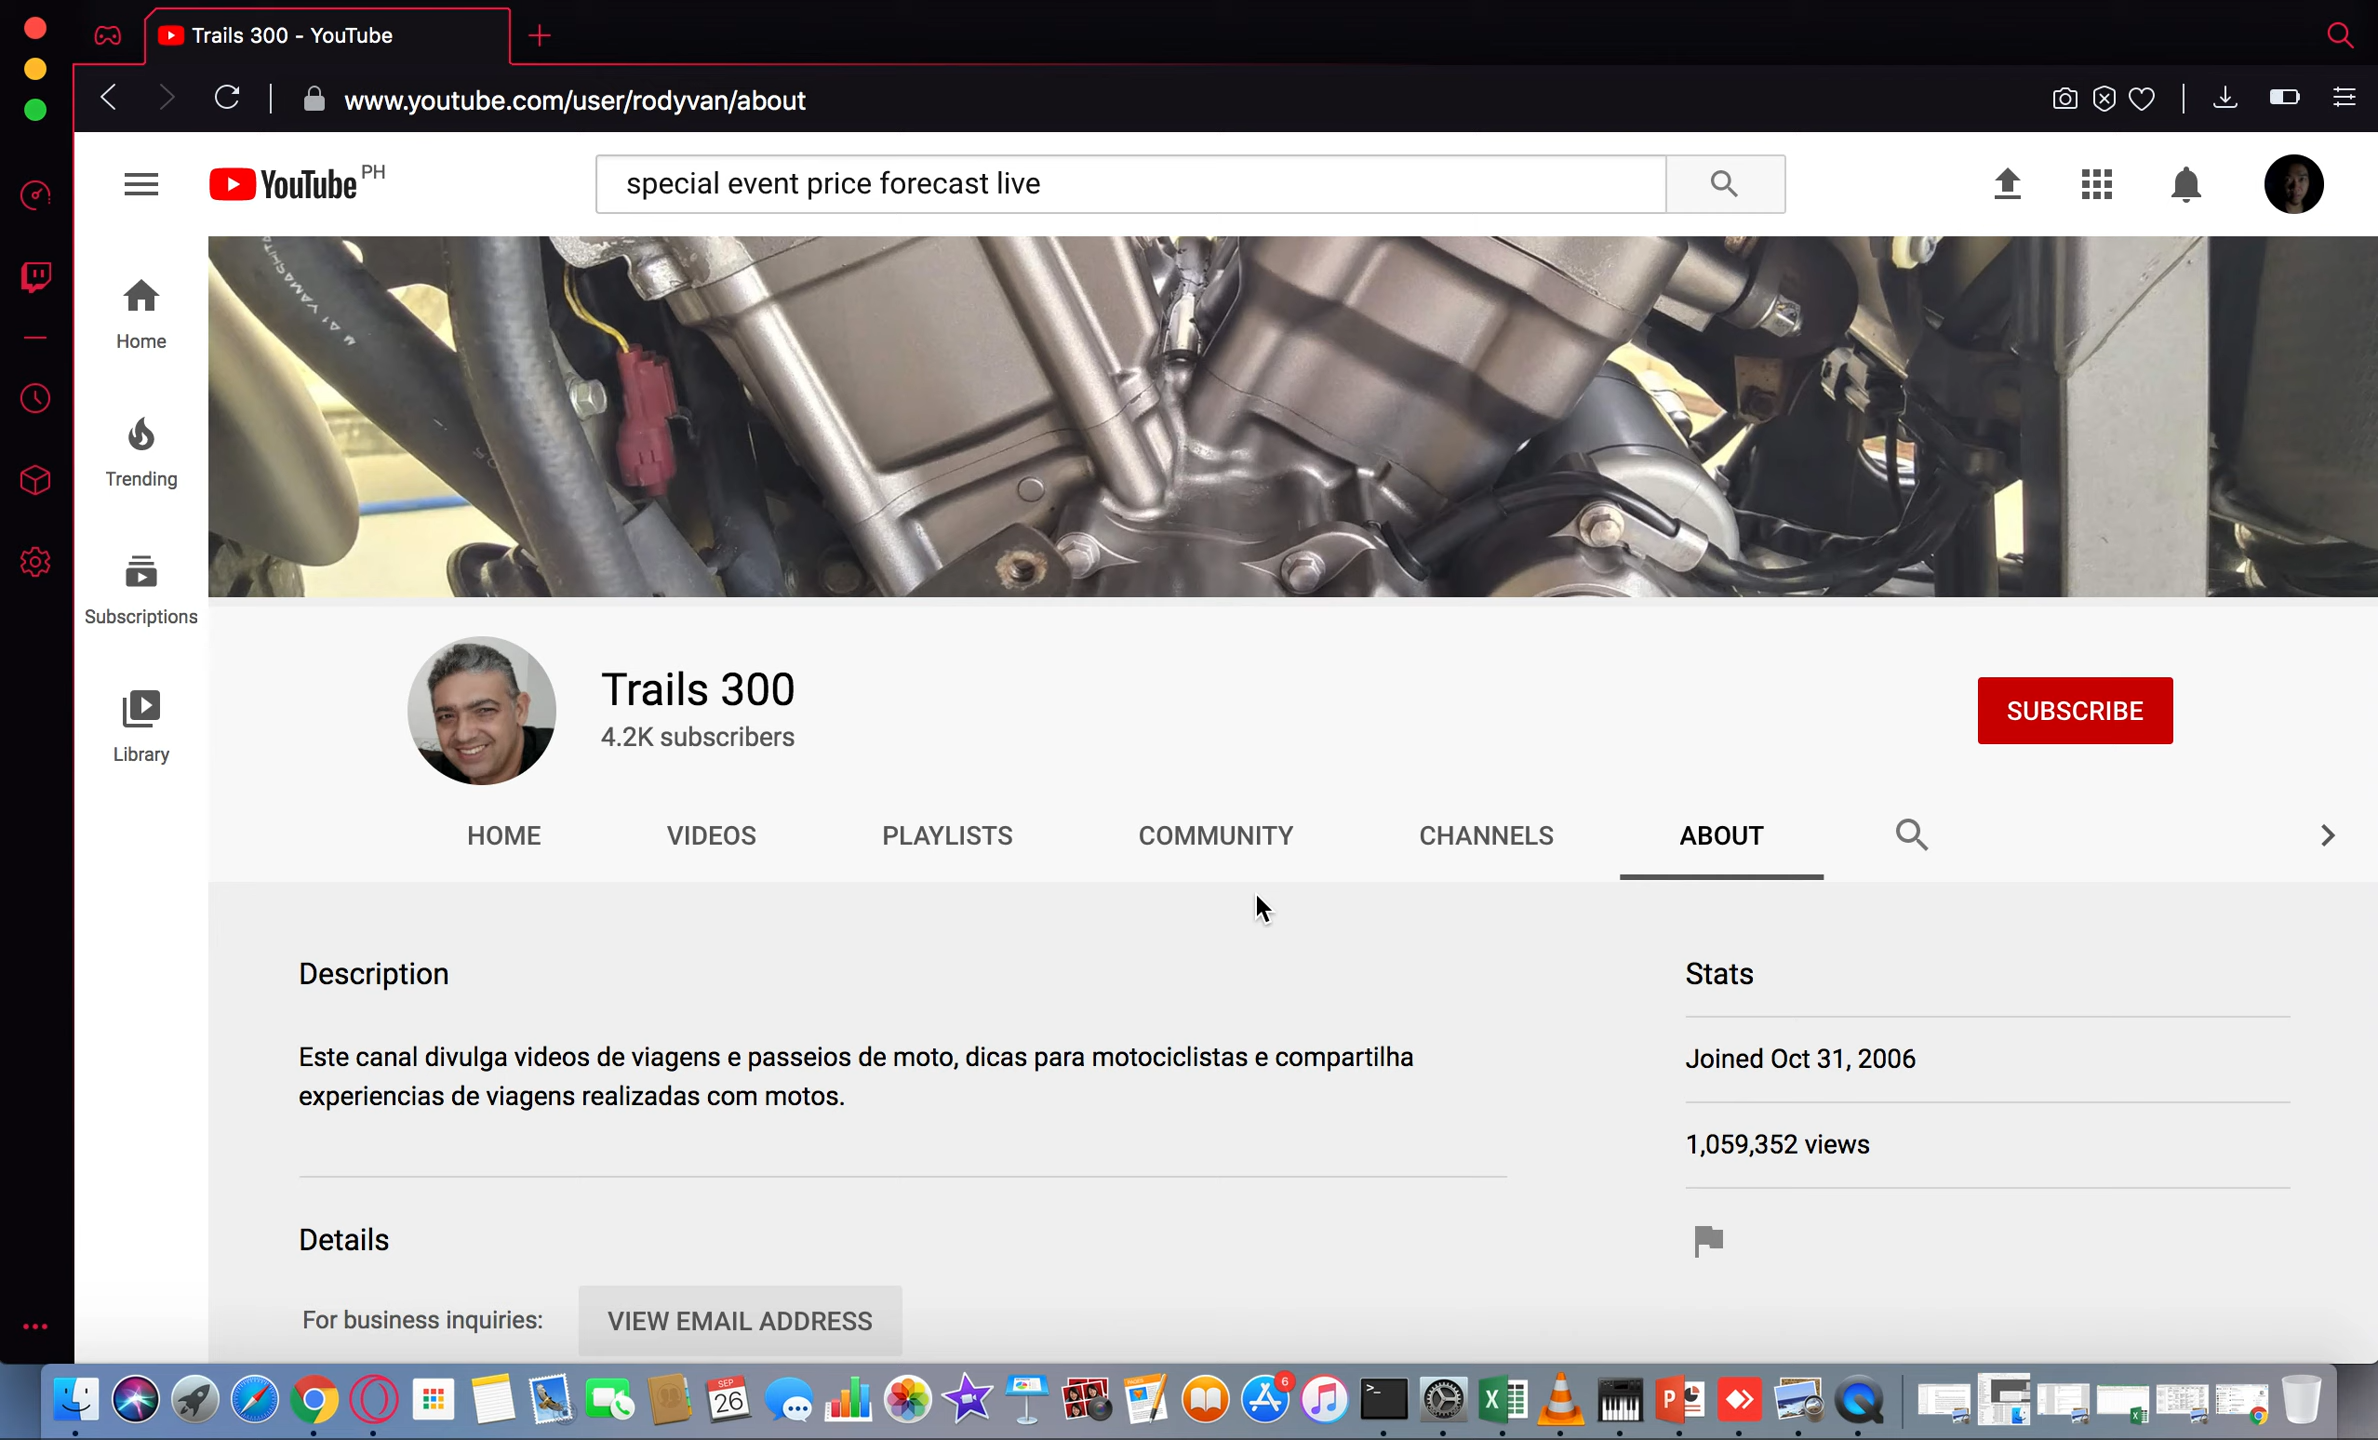 Trails 300 - YouTube
www.youtube.com/user/rodyvan/about
YouTube PH
special event price forecast live
Home
Trending
Subscriptions
Library
Trails 300
4.2K subscribers
SUBSCRIBE
HOME VIDEOS PLAYLISTS COMMUNITY CHANNELS ABOUT
Description
Este canal divulga videos de viagens e passeios de moto, dicas para motociclistas e compartilha
experiencias de viagens realizadas com motos.
Stats
Joined Oct 31, 2006
1,059,352 views
Details
For business inquiries: VIEW EMAIL ADDRESS
SEP
26
6